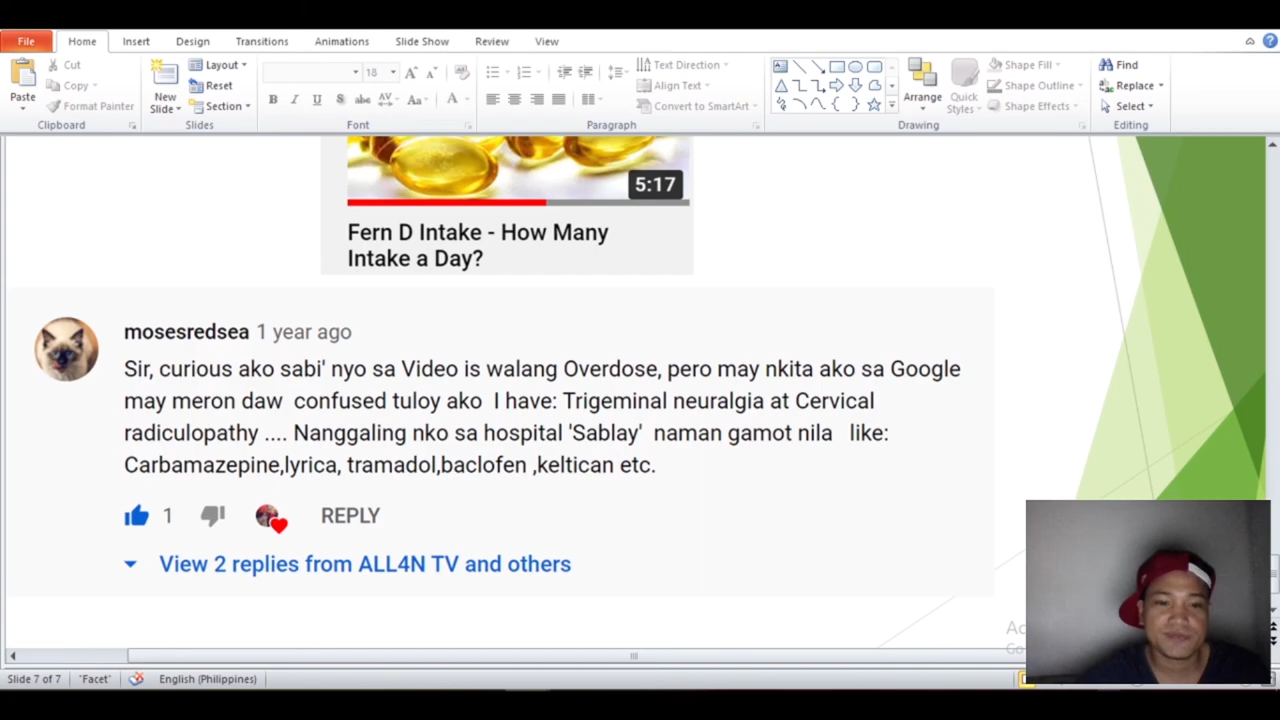 File Home Insert Design Transitions Animations Slide Show Review View
Cut Layout 18 Text Direction Shape Fill Find
Copy Reset Align Text Shape Outline Replace
Paste Format Painter New Slide Section Convert to SmartArt Arrange Quick Styles Shape Effects Select
Clipboard Slides Font Paragraph Drawing Editing
5:17
Fern D Intake - How Many
Intake a Day?
mosesredsea 1 year ago
Sir, curious ako sabi' nyo sa Video is walang Overdose, pero may nkita ako sa Google
may meron daw confused tuloy ako I have: Trigeminal neuralgia at Cervical
radiculopathy .... Nanggaling nko sa hospital 'Sablay' naman gamot nila like:
Carbamazepine,lyrica, tramadol,baclofen ,keltican etc.
1 REPLY
View 2 replies from ALL4N TV and others
Slide 7 of 7 "Facet" English (Philippines)